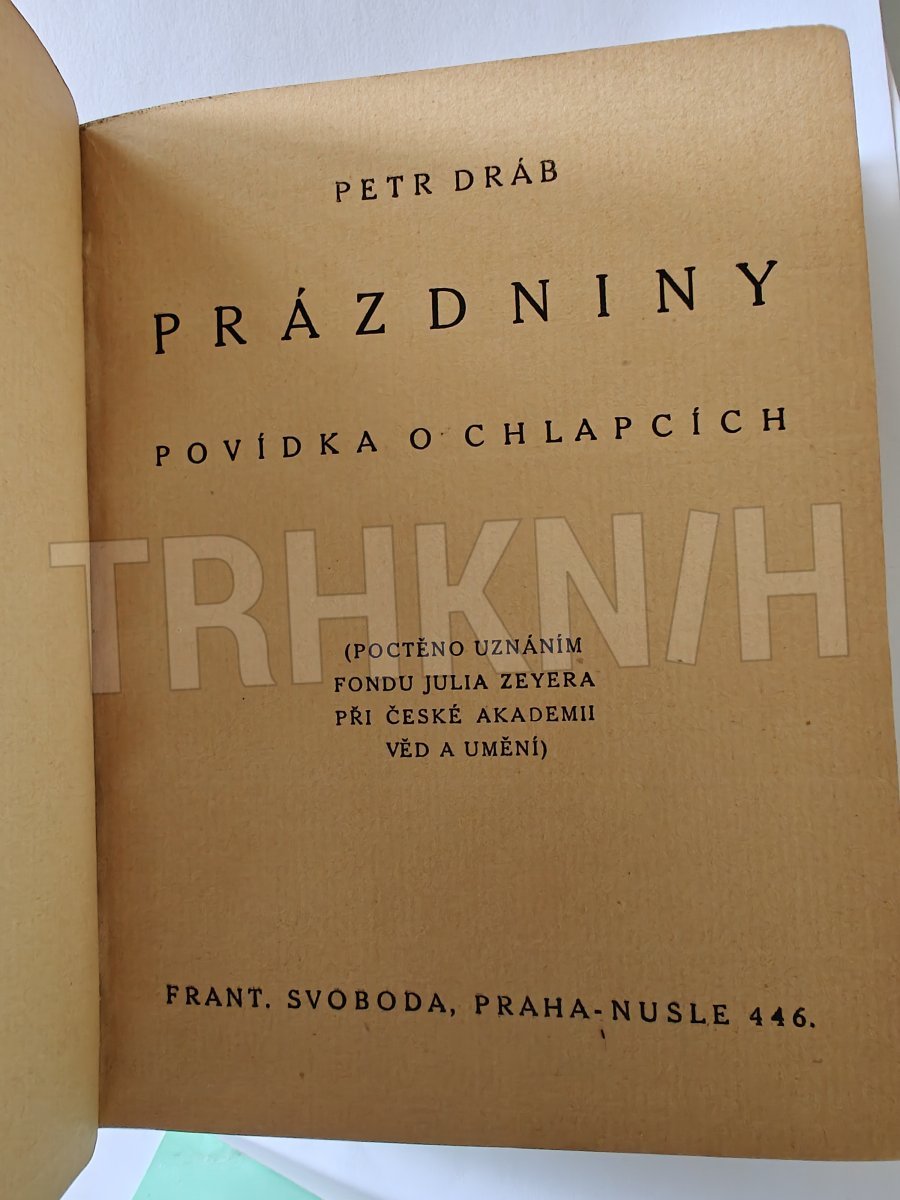 PETR DRÁB
PRÁZDNINY
POVÍDKA O CHLAPCÍCH
TRHKN/H
(POCTĚNO UZNÁNÍM
FONDU JULIA ZEYERA
PŘI ČESKÉ AKADEMII
VĚD A UMĚNÍ)
FRANT. SVOBODA, PRAHA-NUSLE 446.